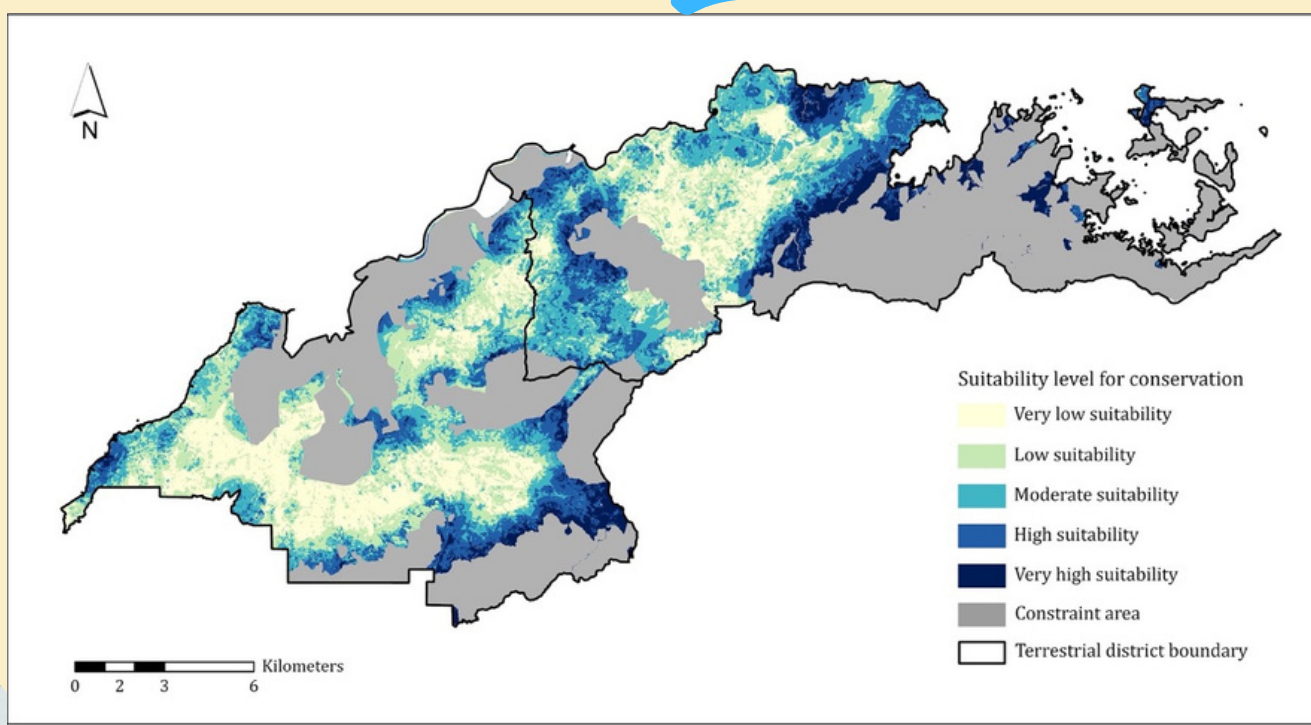 N
Suitability level for conservation
Very low suitability
Low suitability
Moderate suitability
High suitability
Very high suitability
Constraint area
Terrestrial district boundary
Kilometers
0 2 3 6